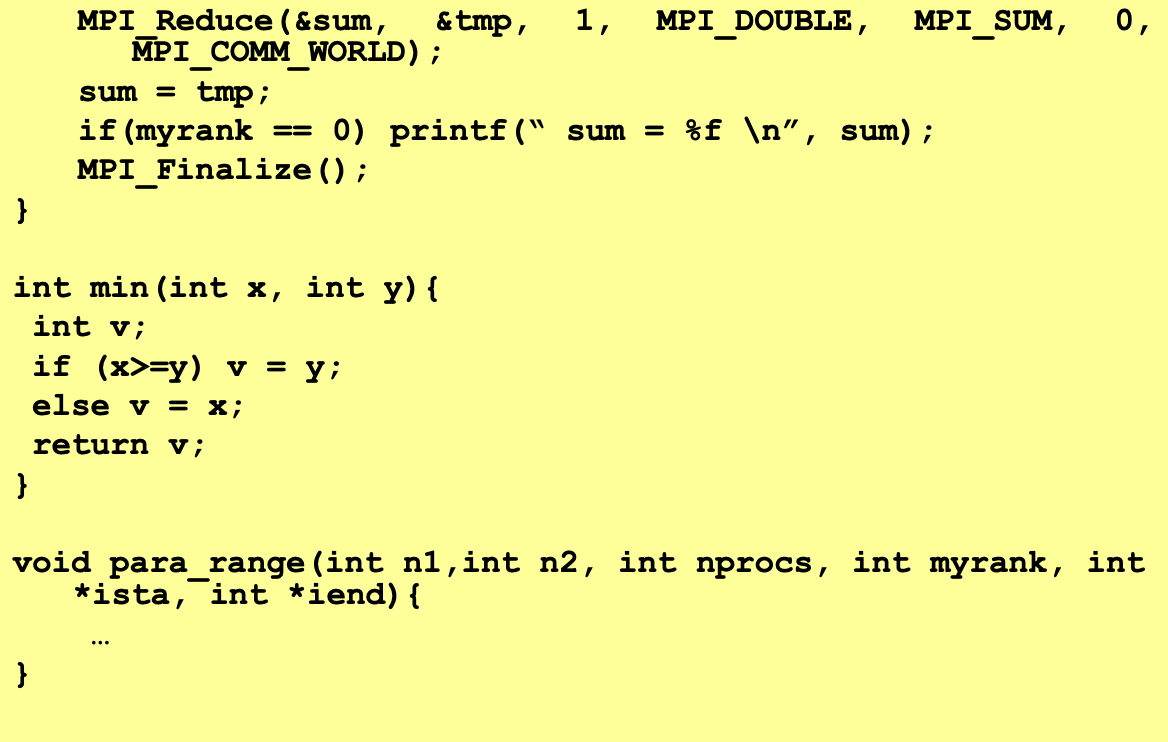 MPI_Reduce(&sum, &tmp, 1, MPI_DOUBLE, MPI_SUM, 0,
MPI_COMM_WORLD);
sum = tmp;
if(myrank == 0) printf(“ sum = %f \n”, sum);
MPI_Finalize();
}
int min(int x, int y){
int v;
if (x>=y) v = y;
else v = x;
return v;
}
void para_range(int n1,int n2, int nprocs, int myrank, int
*ista, int *iend){
…
}